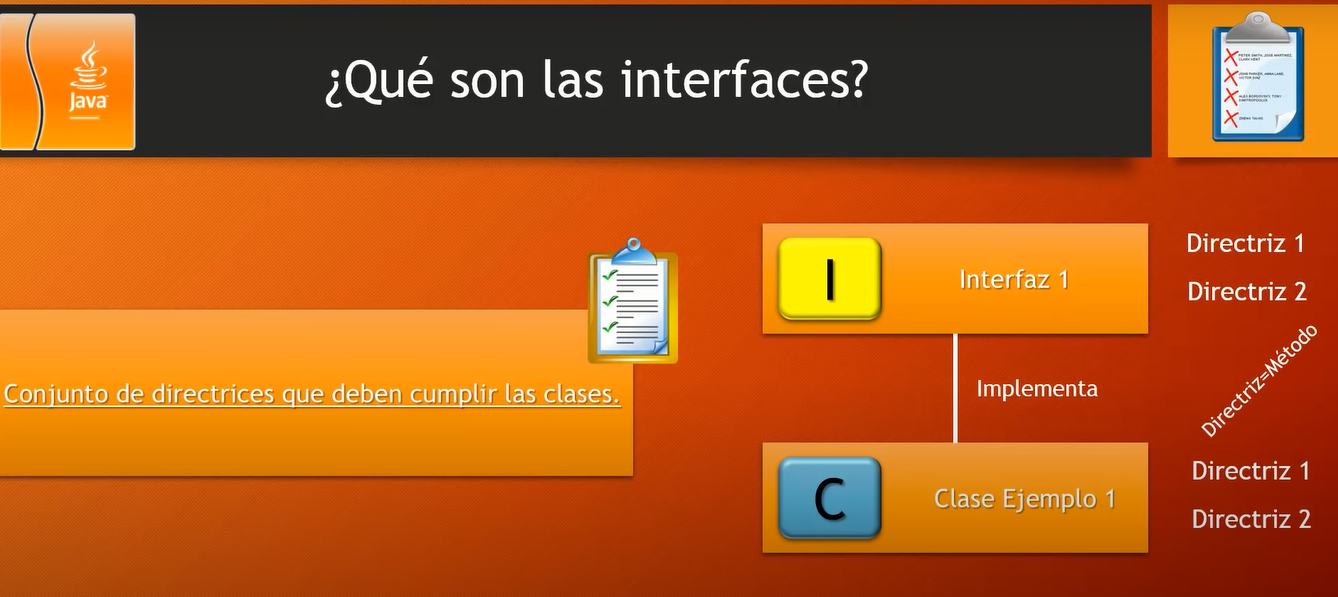 Java
¿Qué son las interfaces?
Conjunto de directrices que deben cumplir las clases.
I
Interfaz 1
Directriz 1
Directriz 2
Implementa
Directriz=Método
C
Clase Ejemplo 1
Directriz 1
Directriz 2